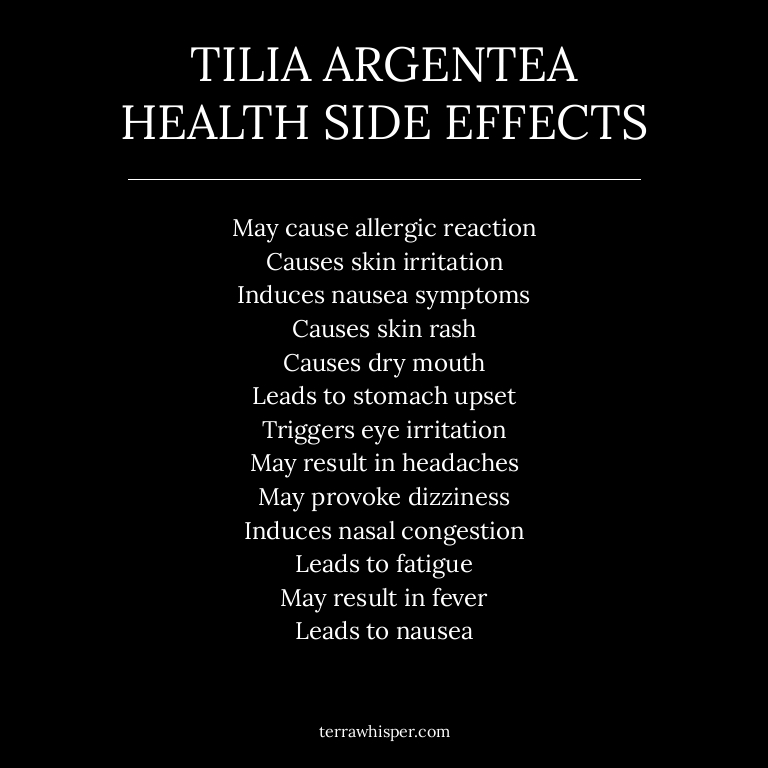 TILIA ARGENTEA
HEALTH SIDE EFFECTS
May cause allergic reaction
Causes skin irritation
Induces nausea symptoms
Causes skin rash
Causes dry mouth
Leads to stomach upset
Triggers eye irritation
May result in headaches
May provoke dizziness
Induces nasal congestion
Leads to fatigue
May result in fever
Leads to nausea
terrawhisper.com